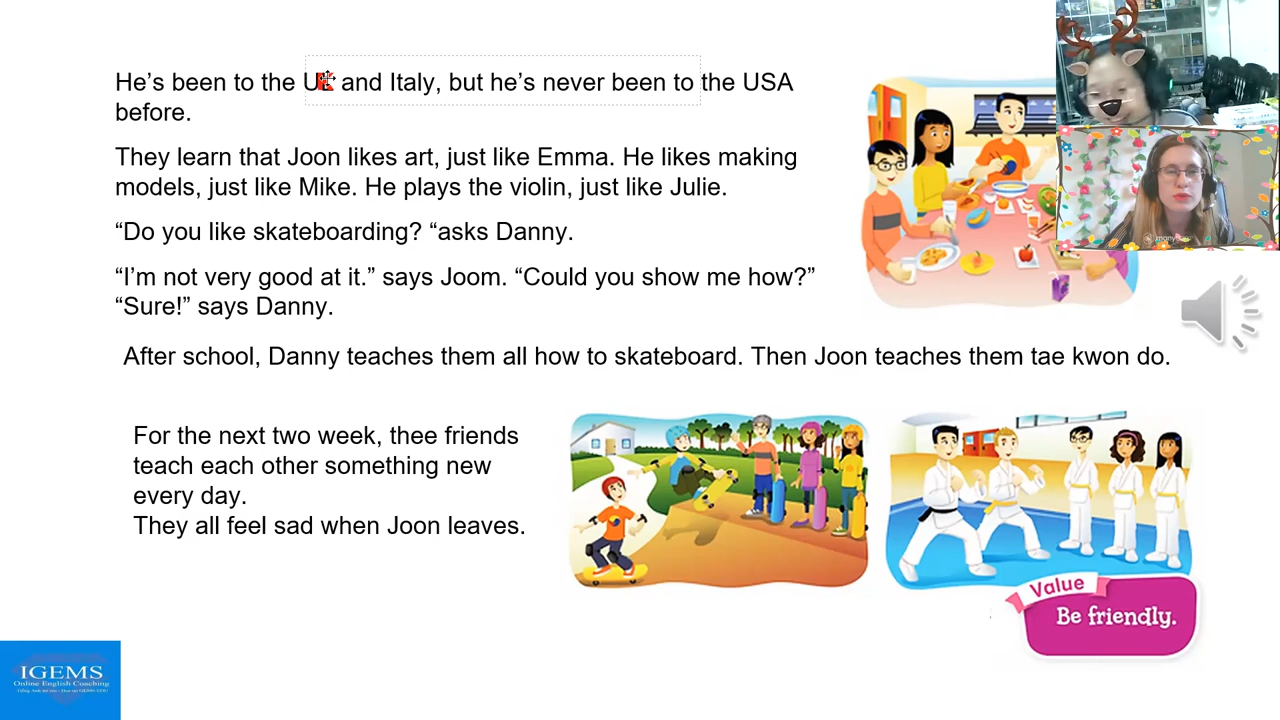 He's been to the and Italy, but he's never been to the USA
before.
They learn that Joon likes art, just like Emma. He likes making
models, just like Mike. He plays the violin, just like Julie.
“Do you like skateboarding? “asks Danny.
“I'm not very good at it.” says Joom. “Could you show me how?”
“Sure!” says Danny.
After school, Danny teaches them all how to skateboard. Then Joon teaches them tae kwon do.
For the next two week, thee friends
teach each other something new
every day.
They all feel sad when Joon leaves.
Value
Be friendly.
IGEMS
Online English Coaching